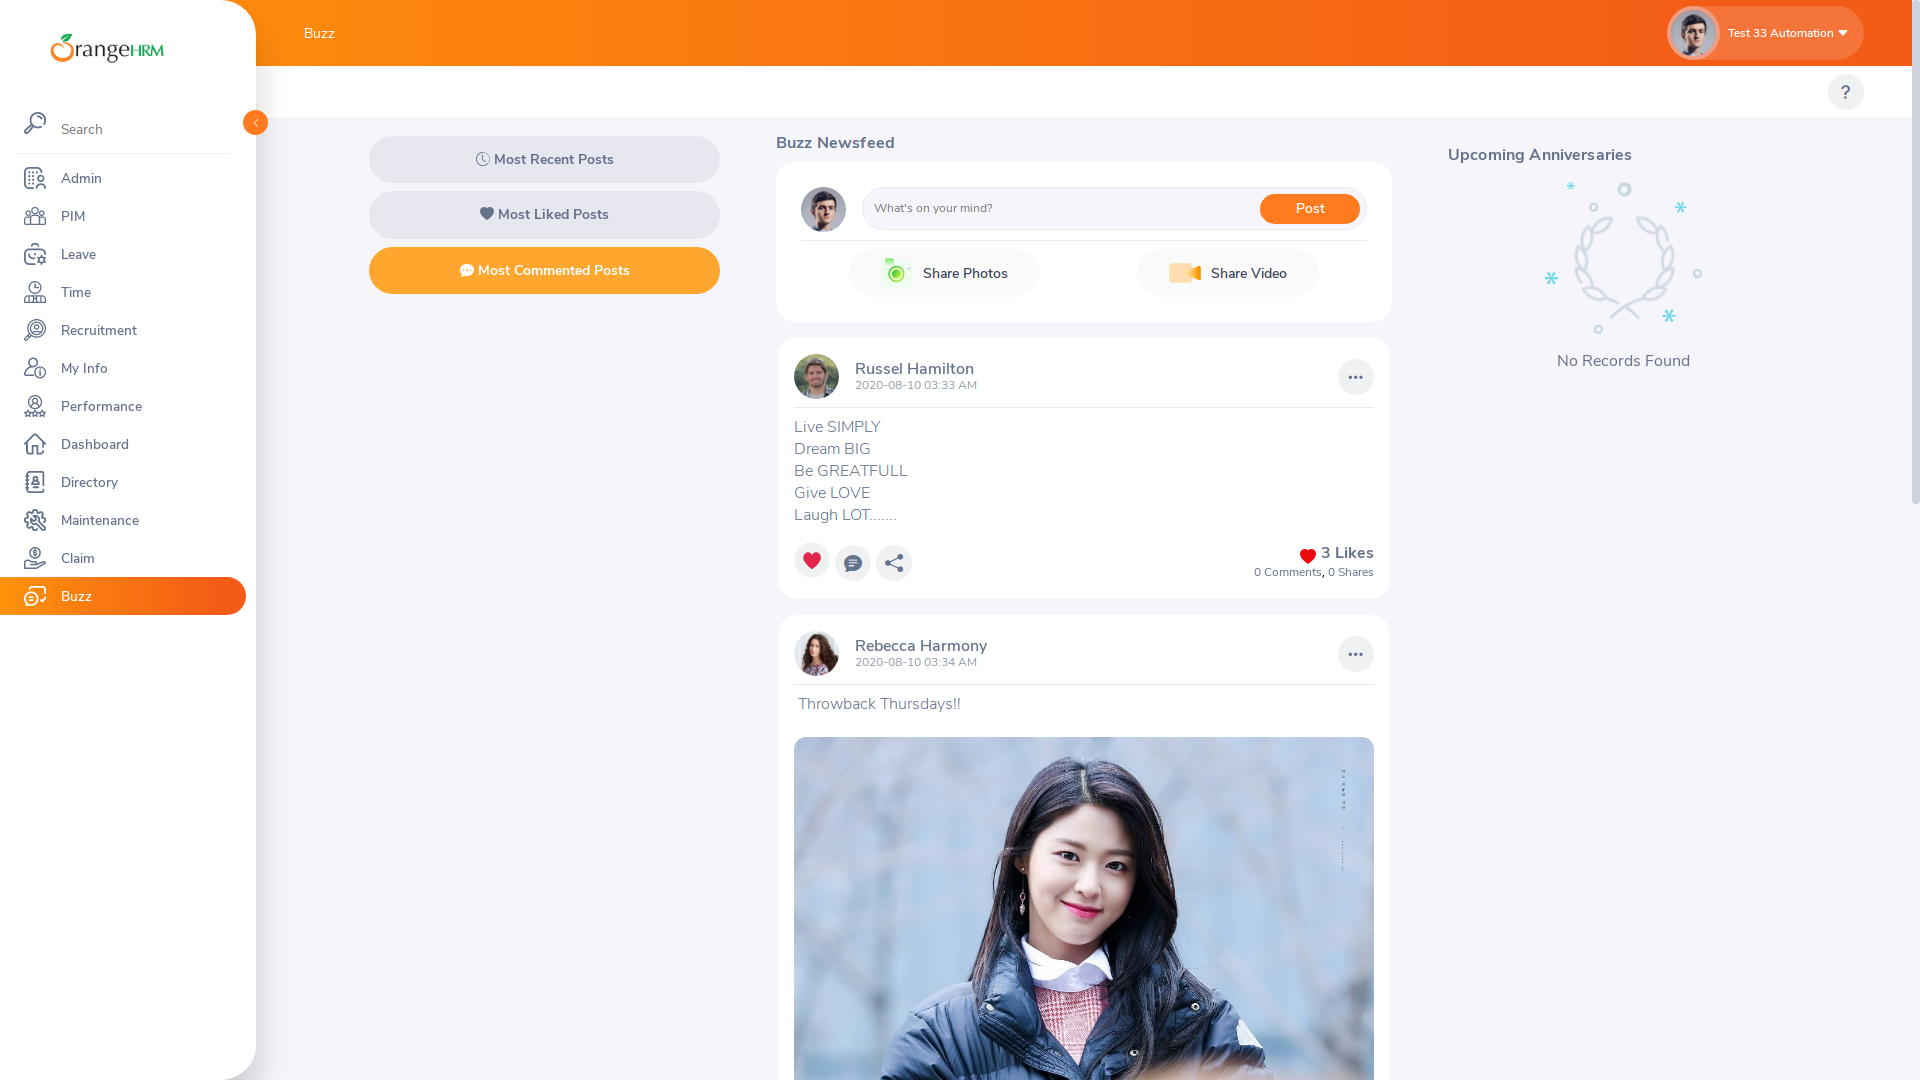 OrangeHRM
Search
Admin
PIM
Leave
Time
Recruitment
My Info
Performance
Dashboard
Directory
Maintenance
Claim
Buzz
Buzz
Test 33 Automation
?
Most Recent Posts
Most Liked Posts
Most Commented Posts
Buzz Newsfeed
What's on your mind?
Post
Share Photos
Share Video
Russel Hamilton
2020-08-10 03:33 AM
Live SIMPLY
Dream BIG
Be GREATFULL
Give LOVE
Laugh LOT.......
3 Likes
0 Comments, 0 Shares
Rebecca Harmony
2020-08-10 03:34 AM
Throwback Thursdays!!
Upcoming Anniversaries
No Records Found